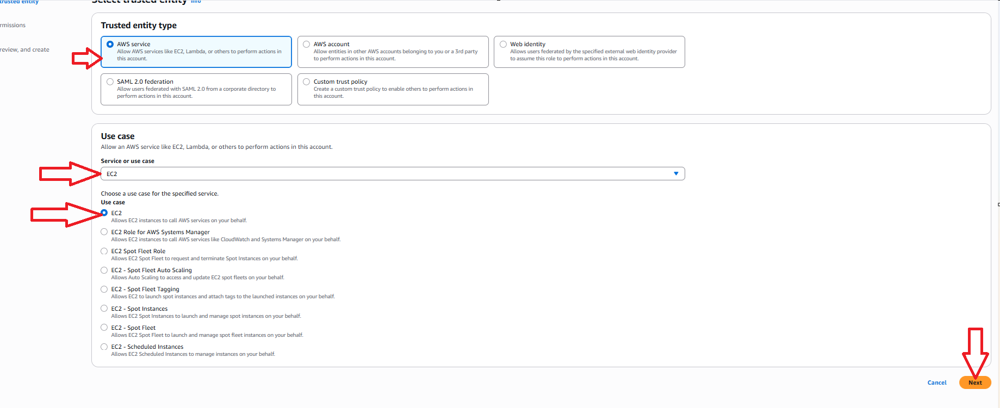 trusted entity
Select trusted entity Info
rmissions
review, and create
Trusted entity type
AWS service
Allow AWS services like EC2, Lambda, or others to perform actions in
this account.
AWS account
Allow entities in other AWS accounts belonging to you or a 3rd party
to perform actions in this account.
Web identity
Allows users federated by the specified external web identity provider
to assume this role to perform actions in this account.
SAML 2.0 federation
Allow users federated with SAML 2.0 from a corporate directory to
perform actions in this account.
Custom trust policy
Create a custom trust policy to enable others to perform actions in
this account.
Use case
Allow an AWS service like EC2, Lambda, or others to perform actions in this account.
Service or use case
EC2
Choose a use case for the specified service.
Use case
EC2
Allows EC2 instances to call AWS services on your behalf.
EC2 Role for AWS Systems Manager
Allows EC2 instances to call AWS services like CloudWatch and Systems Manager on your behalf.
EC2 Spot Fleet Role
Allows EC2 Spot Fleet to request and terminate Spot Instances on your behalf.
EC2 - Spot Fleet Auto Scaling
Allows Auto Scaling to access and update EC2 spot fleets on your behalf.
EC2 - Spot Fleet Tagging
Allows EC2 to launch spot instances and attach tags to the launched instances on your behalf.
EC2 - Spot Instances
Allows EC2 Spot Instances to launch and manage spot instances on your behalf.
EC2 - Spot Fleet
Allows EC2 Spot Fleet to launch and manage spot fleet instances on your behalf.
EC2 - Scheduled Instances
Allows EC2 Scheduled Instances to manage instances on your behalf.
Cancel
Next